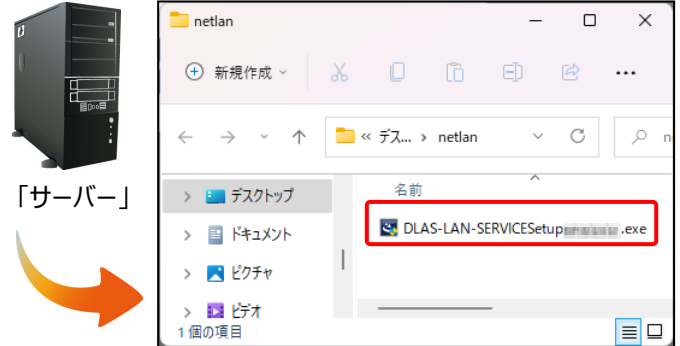 netlan
新規作成
« デス... › netlan
n
デスクトップ
ドキュメント
ピクチャ
ビデオ
名前
DLAS-LAN-SERVICESetup .exe
1 個の項目
「サーバー」